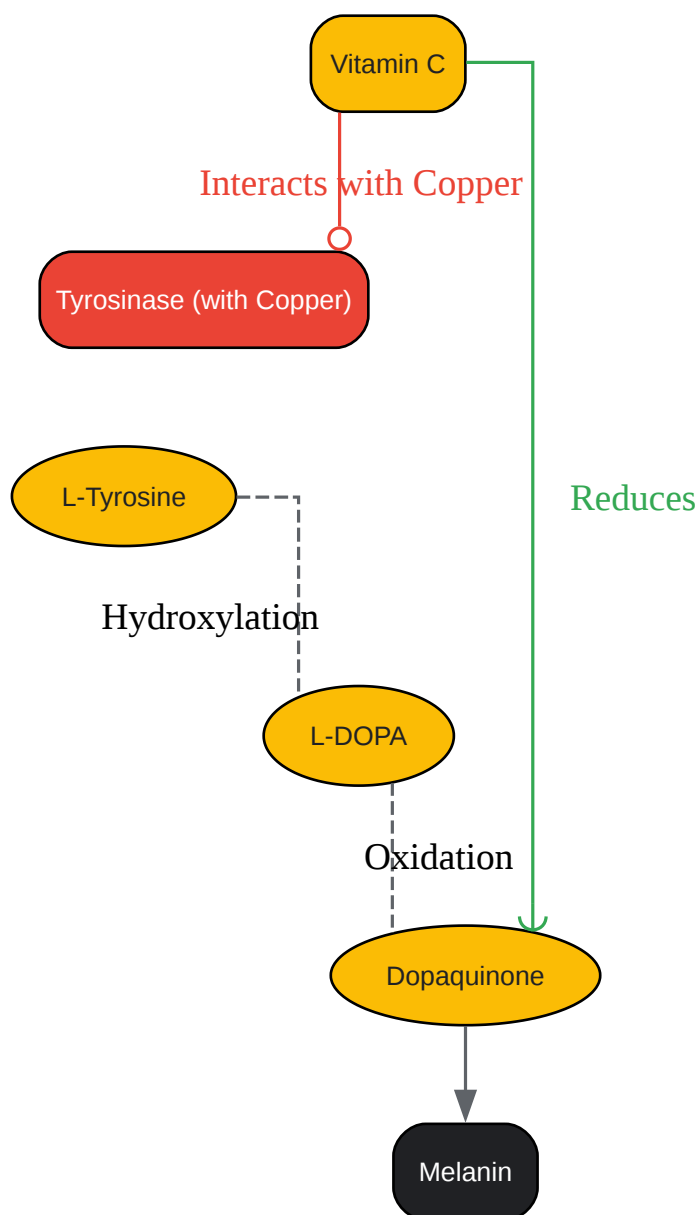 Vitamin C
Interacts with Copper
Tyrosinase (with Copper)
L-Tyrosine
Reduces
Hydroxylation
L-DOPA
Oxidation
Dopaquinone
Melanin